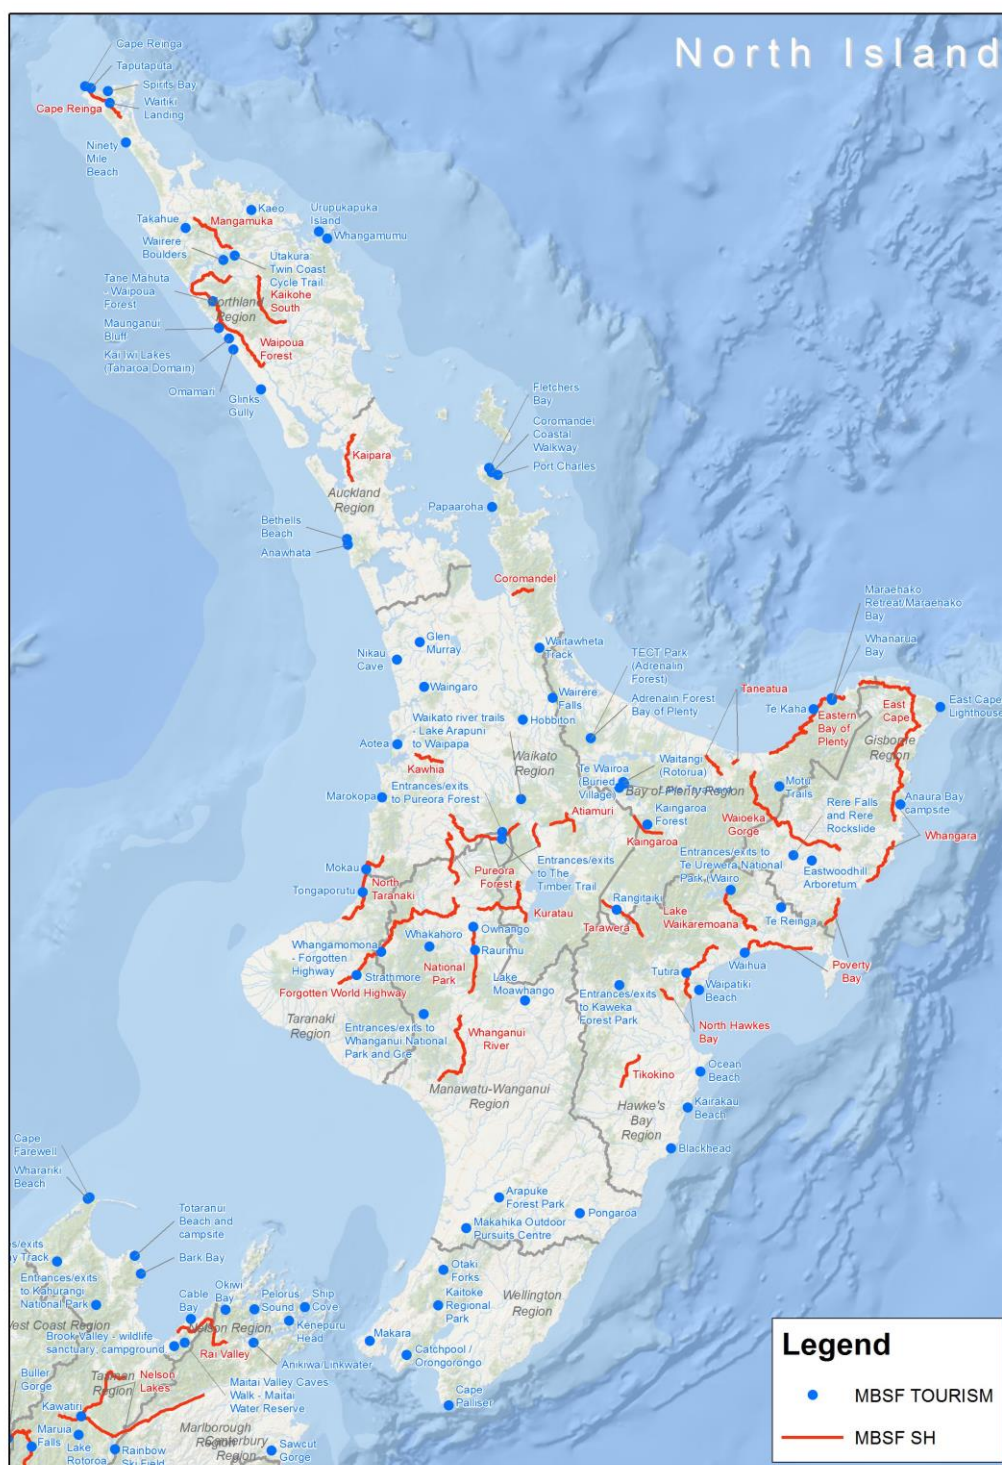 North Island
Cape Reinga
Taputaputa
Spirits Bay
Waitiki
Landing
Cape Reinga
Ninety
Mile
Beach
Kaeo
Urupukapuka
Island
Whangamumu
Takahue
Mangamuka
Wairere
Boulders
Utakura
Twin Coast
Cycle Trail
Tane Mahuta
- Waipoua
Forest
Kaikohe
South
Northland
Region
Maunganui
Bluff
Waipoua
Forest
Kai Iwi Lakes
(Taharoa Domain)
Omamari
Glinks
Gully
Fletchers
Bay
Coromandel
Coastal
Walkway
Port Charles
Kaipara
Auckland
Region
Papaaroha
Bethells
Beach
Anawhata
Coromandel
Maraehako
Retreat/Maraehako
Bay
Whanarua
Bay
Glen
Murray
Nikau
Cave
Waitawheta
Track
TECT Park
(Adrenalin
Forest)
Taneatua
Waingaro
Wairere
Falls
Adrenalin Forest
Bay of Plenty
Te Kaha
Eastern
Bay of
Plenty
East
Cape
East Cape
Lighthouse
Waikato river trails
- Lake Arapuni
to Waipapa
Hobbiton
Gisborne
Region
Aotea
Waikato
Region
Kawhia
Te Wairoa
(Buried
Village)
Waitangi
(Rotorua)
Bay of Plenty Region
Motu
Trails
Marokopa
Entrances/exits
to Pureora Forest
Atiamuri
Kaingaroa
Forest
Kaingaroa
Waioeka
Gorge
Rere Falls
and Rere
Rockslide
Anaura Bay
campsite
Whangara
Mokau
North
Taranaki
Pureora
Forest
Entrances/exits
to The
Timber Trail
Entrances/exits to
Te Urewera National
Park (Wairo
Eastwoodhill
Arboretum
Tongaporutu
Kuratau
Rangitaiki
Tarawera
Lake
Waikaremoana
Te Reinga
Whangamomona
- Forgotten
Highway
Whakahoro
Ownango
Raurimu
National
Park
Strathmore
Forgotten World Highway
Lake
Moawhango
Tutira
Waihua
Poverty
Bay
Waipatiki
Beach
Entrances/exits
to Kaweka
Forest Park
Taranaki
Region
Entrances/exits to
Whanganui National
Park and Gre
Whanganui
River
North Hawkes
Bay
Tikokino
Ocean
Beach
Manawatu-Wanganui
Region
Hawke's
Bay
Region
Kairakau
Beach
Blackhead
Cape
Farewell
Wharariki
Beach
Arapuke
Forest Park
Pongaroa
Totaranui
Beach and
campsite
Makahika Outdoor
Pursuits Centre
es/exits
y Track
Bark Bay
Otaki
Forks
Entrances/exits
to Kahurangi
National Park
Cable
Bay
Okiwi
Bay
Pelorus
Sound
Ship
Cove
Kaitoke
Regional
Park
Wellington
Region
West Coast Region
Nelson Region
Kenepuru
Head
Brook Valley - wildlife
sanctuary, campground
Rai Valley
Anikiwa/Linkwater
Makara
Catchpool /
Orongorongo
Buller
Gorge
Tasman
Region
Nelson
Lakes
Maitai Valley Caves
Walk - Maitai
Water Reserve
Cape
Palliser
Kawatiri
Maruia
Falls
Lake
Rotoroa
Rainbow
Ski Field
Marlborough
Region
Canterbury
Region
Sawcut
Gorge
Legend
MBSF TOURISM
MBSF SH